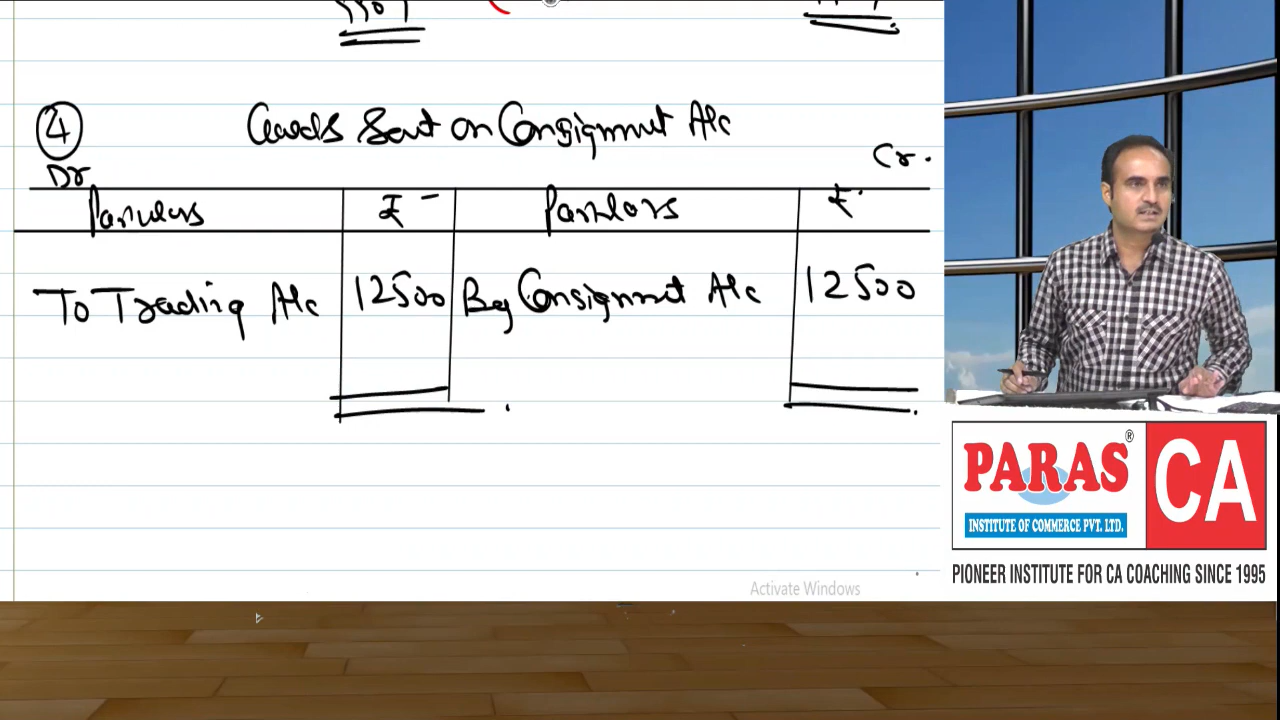 4
Goods Sent on Consignment A/c
Dr
Cr.
Particulars ₹ Particulars ₹
To Trading A/c 12500 By Consignment A/c 12500
PARAS®
INSTITUTE OF COMMERCE PVT. LTD.
CA
PIONEER INSTITUTE FOR CA COACHING SINCE 1995
Activate Windows